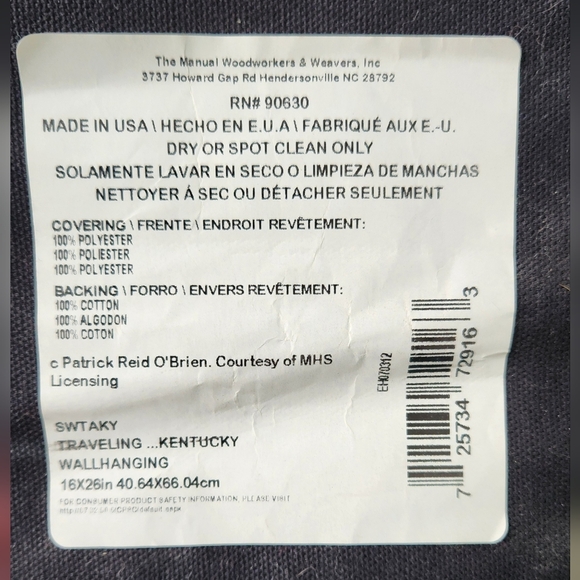 The Manual Woodworkers & Weavers, Inc
3737 Howard Gap Rd Hendersonville NC 28792
RN# 90630
MADE IN USA \ HECHO EN E.U.A \ FABRIQUÉ AUX E.-U.
DRY OR SPOT CLEAN ONLY
SOLAMENTE LAVAR EN SECO O LIMPIEZA DE MANCHAS
NETTOYER Á SEC OU DÉTACHER SEULEMENT
COVERING \ FRENTE \ ENDROIT REVÊTEMENT:
100% POLYESTER
100% POLIESTER
100% POLYESTER
BACKING \ FORRO \ ENVERS REVÊTEMENT:
100% COTTON
100% ALGODON
100% COTON
c Patrick Reid O'Brien. Courtesy of MHS
Licensing
EH070312
7 25734 72916 3
SWTAKY
TRAVELING ...KENTUCKY
WALLHANGING
16X26in 40.64X66.04cm
FOR CONSUMER PRODUCT SAFETY INFORMATION, PLEASE VISIT